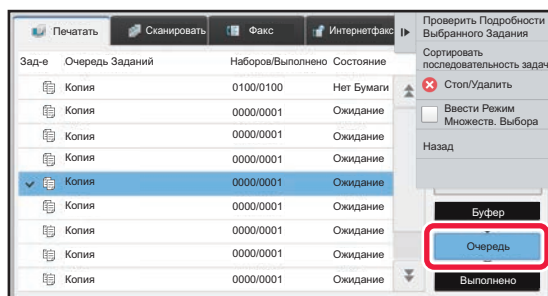 Печатать
Сканировать
Факс
Интернетфакс
Зад-е Очередь Заданий Наборов/Выполнено Состояние
Копия 0100/0100 Нет Бумаги
Копия 0000/0001 Ожидание
Копия 0000/0001 Ожидание
Копия 0000/0001 Ожидание
Копия 0000/0001 Ожидание
Копия 0000/0001 Ожидание
Копия 0000/0001 Ожидание
Копия 0000/0001 Ожидание
Копия 0000/0001 Ожидание
Проверить Подробности
Выбранного Задания
Сортировать
последовательность задач
Стоп/Удалить
Ввести Режим
Множеств. Выбора
Назад
Буфер
Очередь
Выполнено